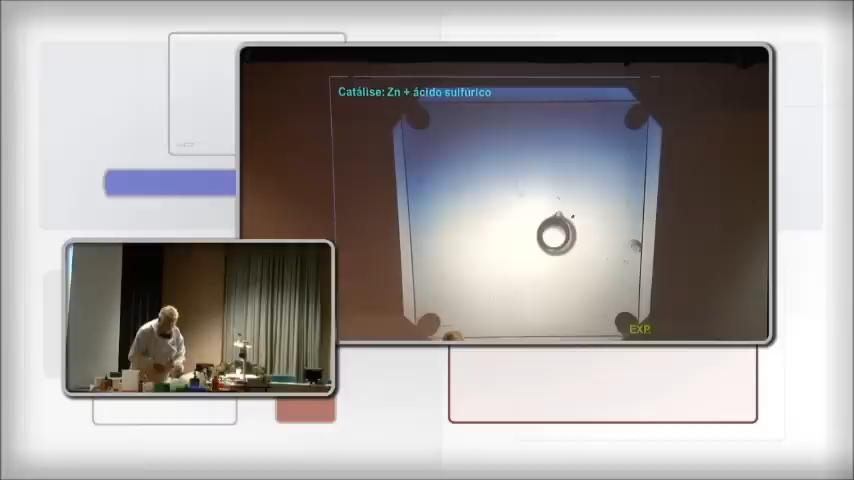 Catálise: Zn + ácido sulfúrico
EXP.